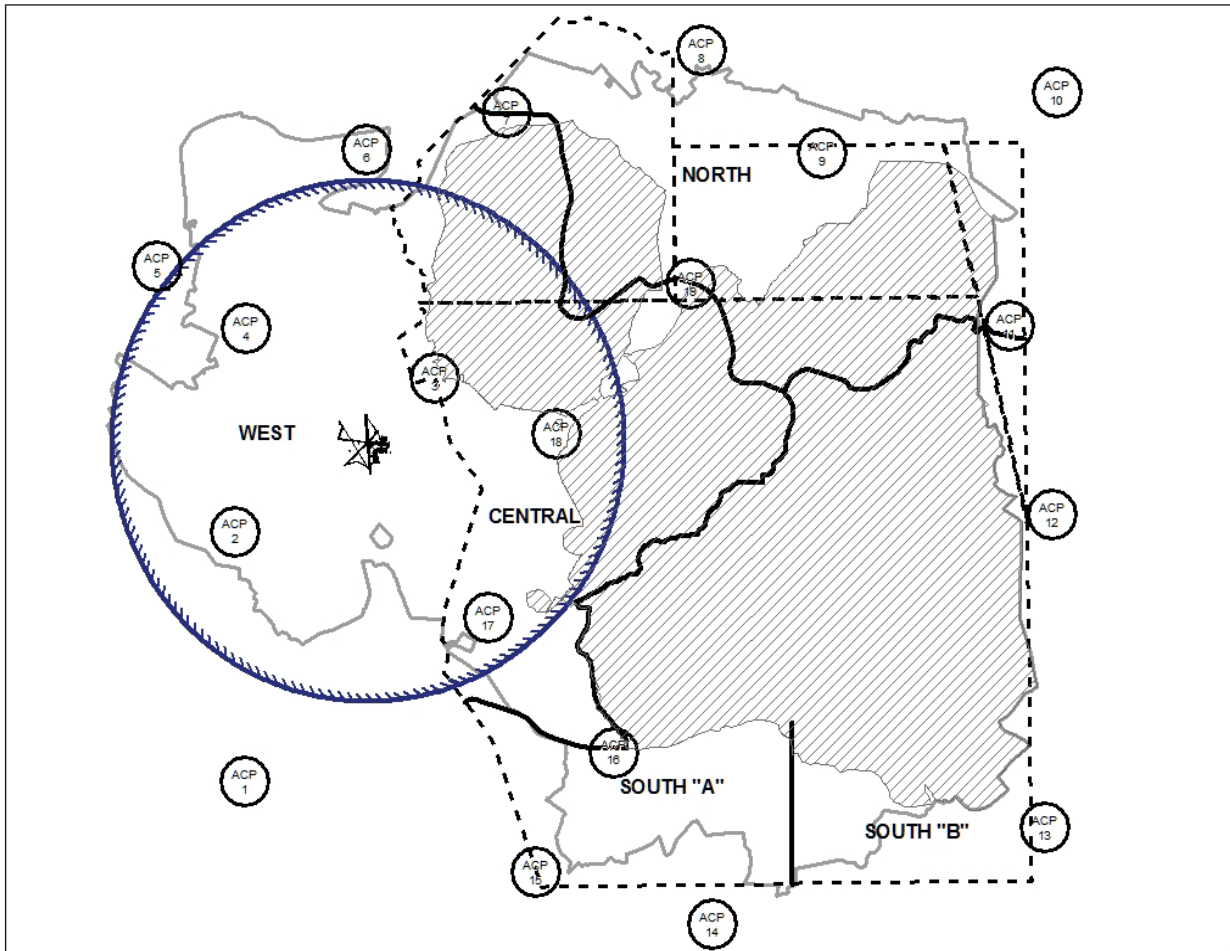 ACP
8
ACP
10
ACP
7
ACP
6
ACP
9
NORTH
ACP
5
ACP
19
ACP
4
ACP
11
ACP
3
WEST
ACP
18
CENTRAL
ACP
12
ACP
2
ACP
17
ACP
16
ACP
1
SOUTH "A"
SOUTH "B"
ACP
13
ACP
15
ACP
14